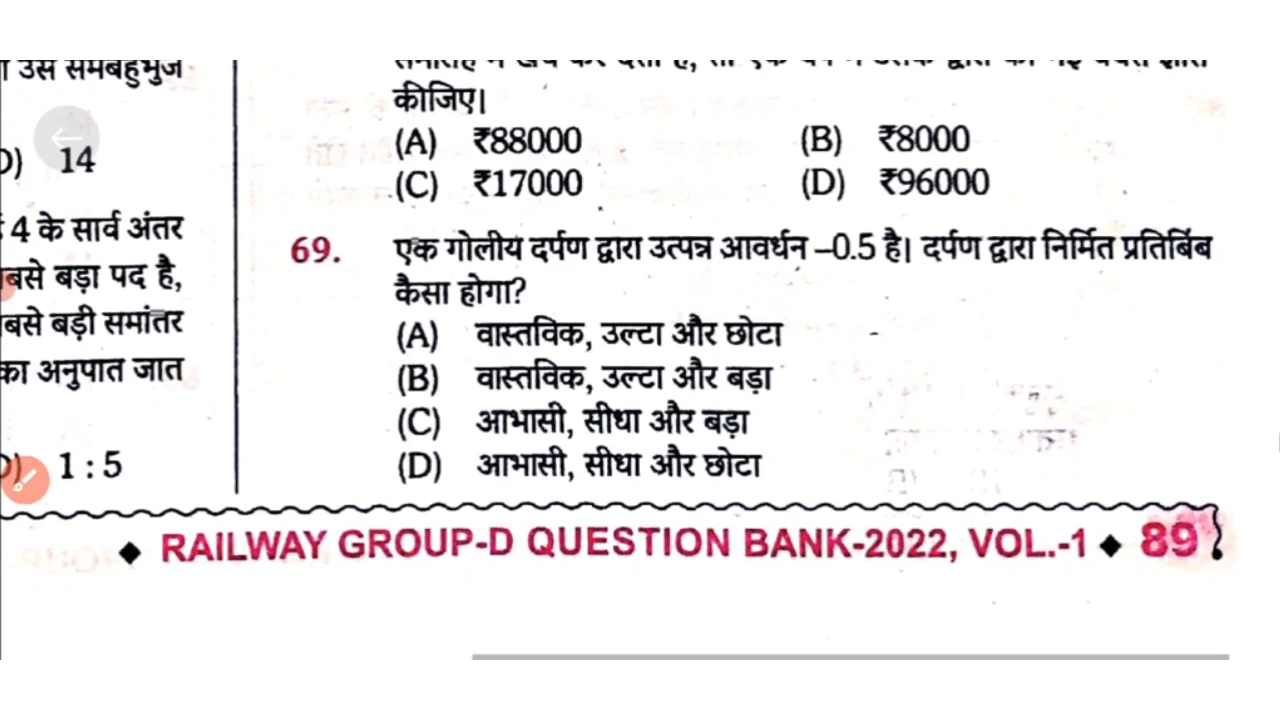 उस समबहुभुज
14
4 के सार्व अंतर
बसे बड़ा पद है,
बसे बड़ी समांतर
का अनुपात ज्ञात
1 : 5
कीजिए।
(A) ₹88000 (B) ₹8000
(C) ₹17000 (D) ₹96000
69. एक गोलीय दर्पण द्वारा उत्पन्न आवर्धन –0.5 है। दर्पण द्वारा निर्मित प्रतिबिंब
कैसा होगा?
(A) वास्तविक, उल्टा और छोटा
(B) वास्तविक, उल्टा और बड़ा
(C) आभासी, सीधा और बड़ा
(D) आभासी, सीधा और छोटा
◆ RAILWAY GROUP-D QUESTION BANK-2022, VOL.-1 ◆ 89